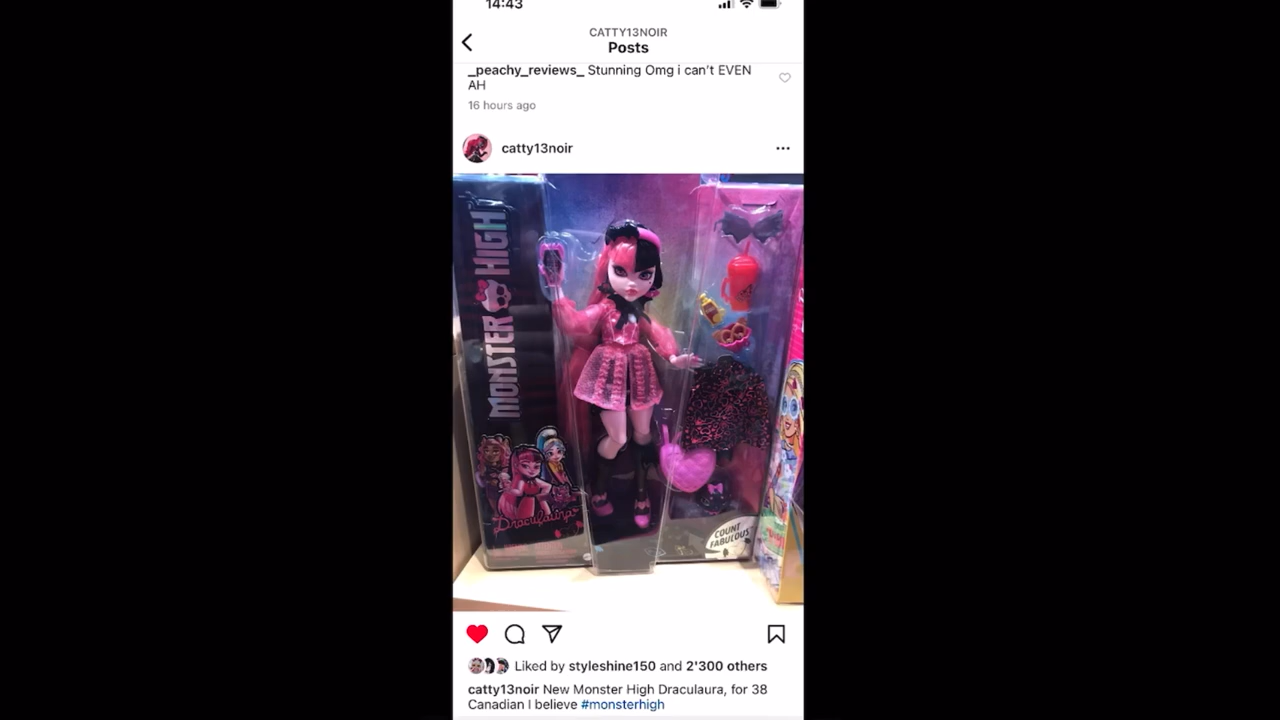 14:43
CATTY13NOIR
Posts
_peachy_reviews_ Stunning Omg i can't EVEN
AH
16 hours ago
catty13noir
MONSTER HIGH
Draculaura
COUNT
FABULOUS
Liked by styleshine150 and 2'300 others
catty13noir New Monster High Draculaura, for 38
Canadian I believe #monsterhigh